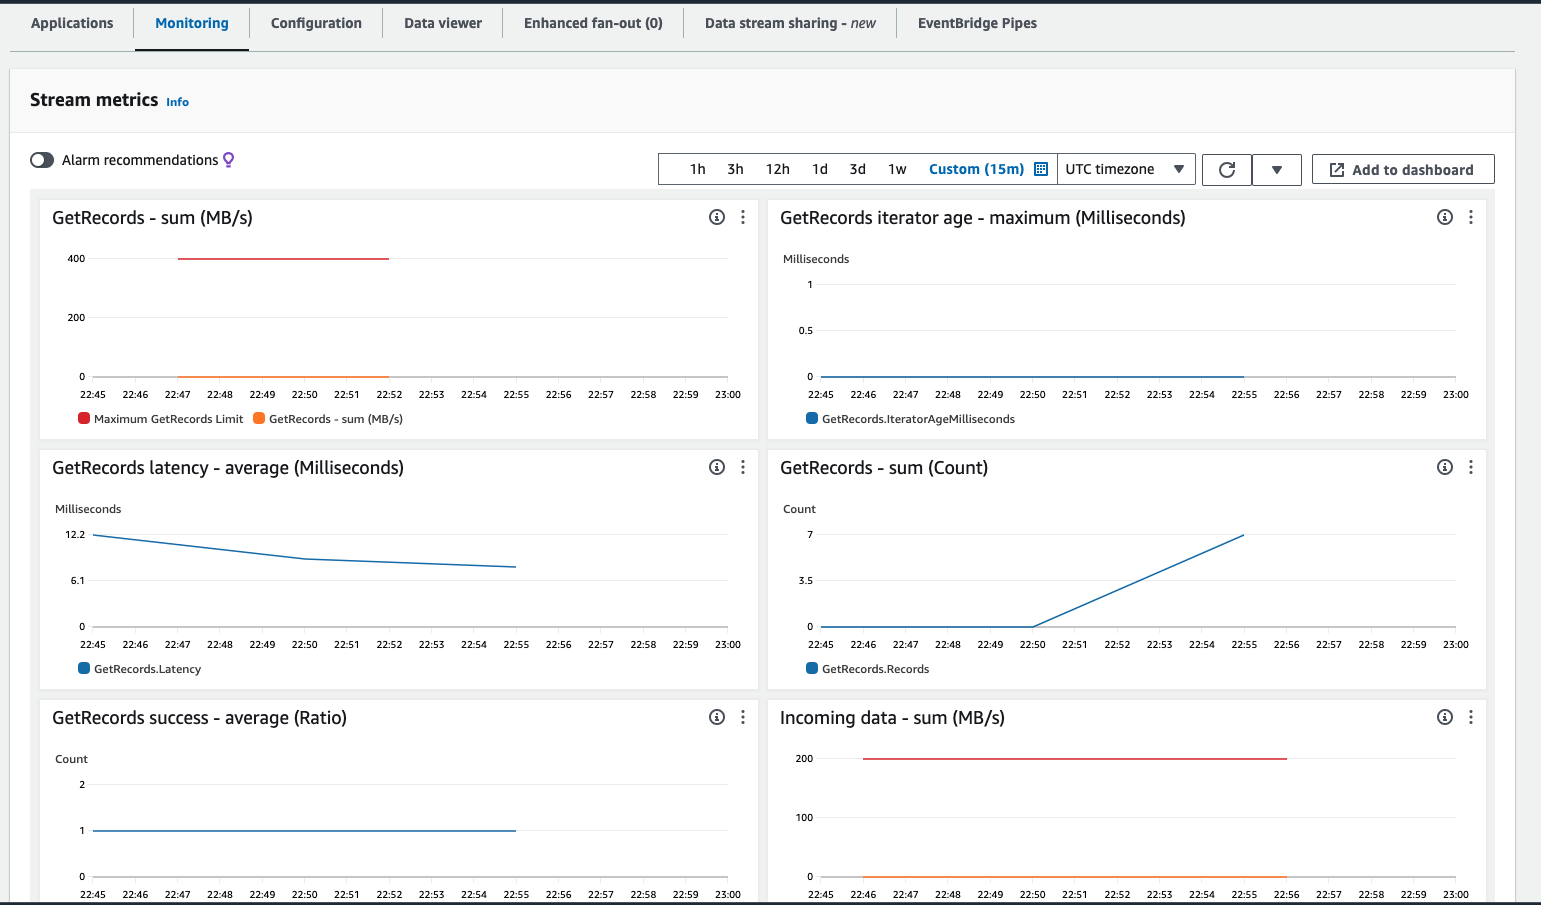 Applications Monitoring Configuration Data viewer Enhanced fan-out (0) Data stream sharing - new EventBridge Pipes
Stream metrics Info
Alarm recommendations
1h 3h 12h 1d 3d 1w Custom (15m) UTC timezone Add to dashboard
GetRecords - sum (MB/s)
400
200
0
22:45 22:46 22:47 22:48 22:49 22:50 22:51 22:52 22:53 22:54 22:55 22:56 22:57 22:58 22:59 23:00
Maximum GetRecords Limit GetRecords - sum (MB/s)
GetRecords iterator age - maximum (Milliseconds)
Milliseconds
1
0.5
0
22:45 22:46 22:47 22:48 22:49 22:50 22:51 22:52 22:53 22:54 22:55 22:56 22:57 22:58 22:59 23:00
GetRecords.IteratorAgeMilliseconds
GetRecords latency - average (Milliseconds)
Milliseconds
12.2
6.1
0
22:45 22:46 22:47 22:48 22:49 22:50 22:51 22:52 22:53 22:54 22:55 22:56 22:57 22:58 22:59 23:00
GetRecords.Latency
GetRecords - sum (Count)
Count
7
3.5
0
22:45 22:46 22:47 22:48 22:49 22:50 22:51 22:52 22:53 22:54 22:55 22:56 22:57 22:58 22:59 23:00
GetRecords.Records
GetRecords success - average (Ratio)
Count
2
1
0
22:45 22:46 22:47 22:48 22:49 22:50 22:51 22:52 22:53 22:54 22:55 22:56 22:57 22:58 22:59 23:00
Incoming data - sum (MB/s)
200
100
0
22:45 22:46 22:47 22:48 22:49 22:50 22:51 22:52 22:53 22:54 22:55 22:56 22:57 22:58 22:59 23:00